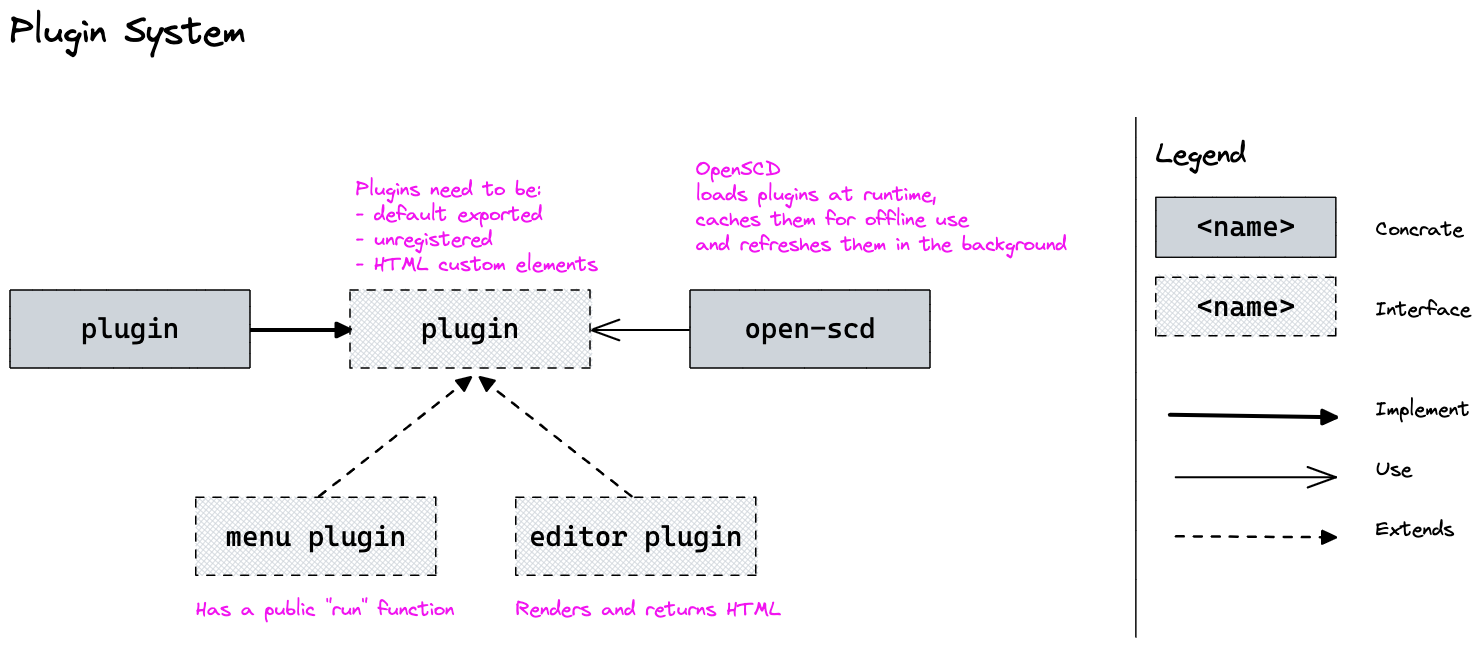 Plugin System
Plugins need to be:
- default exported
- unregistered
- HTML custom elements
OpenSCD
loads plugins at runtime,
caches them for offline use
and refreshes them in the background
plugin
plugin
open-scd
menu plugin
editor plugin
Has a public "run" function
Renders and returns HTML
Legend
<name>
Concrate
<name>
Interface
Implement
Use
Extends